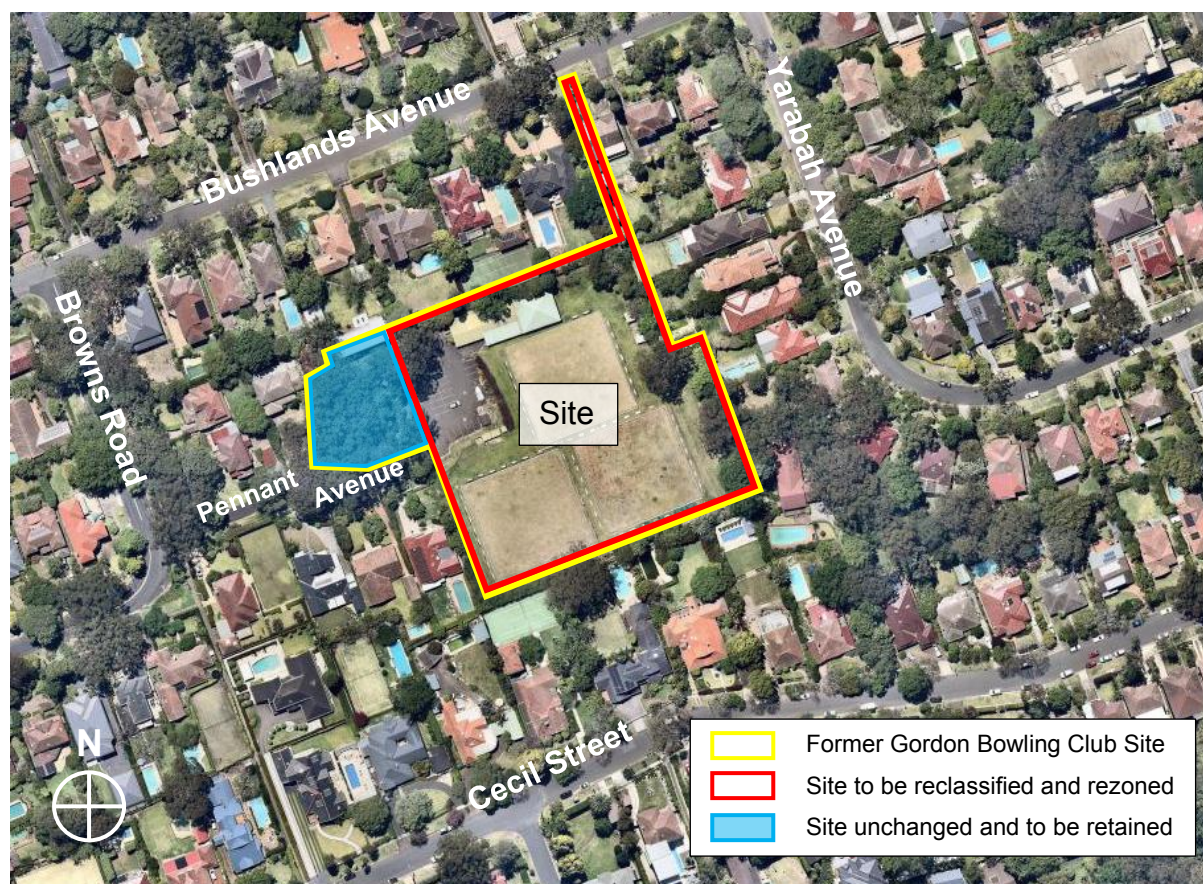 Bushlands Avenue
Yarabah Avenue
Browns Road
Site
Pennant Avenue
Cecil Street
N
Former Gordon Bowling Club Site
Site to be reclassified and rezoned
Site unchanged and to be retained